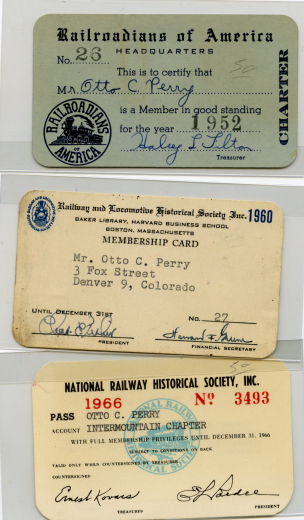 Railroadians of America
HEADQUARTERS
No. 26
50
This is to certify that
Mr. Otto C. Perry
is a Member in good standing
for the year 1952
Treasurer
CHARTER
RAILROADIANS
OF AMERICA
Railway and Locomotive Historical Society Inc. 1960
BAKER LIBRARY, HARVARD BUSINESS SCHOOL
BOSTON, MASSACHUSETTS
MEMBERSHIP CARD
Mr. Otto C. Perry
3 Fox Street
Denver 9, Colorado
UNTIL DECEMBER 31ST
No. 27
PRESIDENT
FINANCIAL SECRETARY
50
NATIONAL RAILWAY HISTORICAL SOCIETY, INC.
1966 No 3493
PASS OTTO C. PERRY
ACCOUNT INTERMOUNTAIN CHAPTER
WITH FULL MEMBERSHIP PRIVILEGES UNTIL DECEMBER 31, 1966
SUBJECT TO CONDITIONS ON BACK
VALID ONLY WHEN COUNTERSIGNED BY TREASURER
COUNTERSIGNED
Ernest Kovacs
TREASURER
PRESIDENT